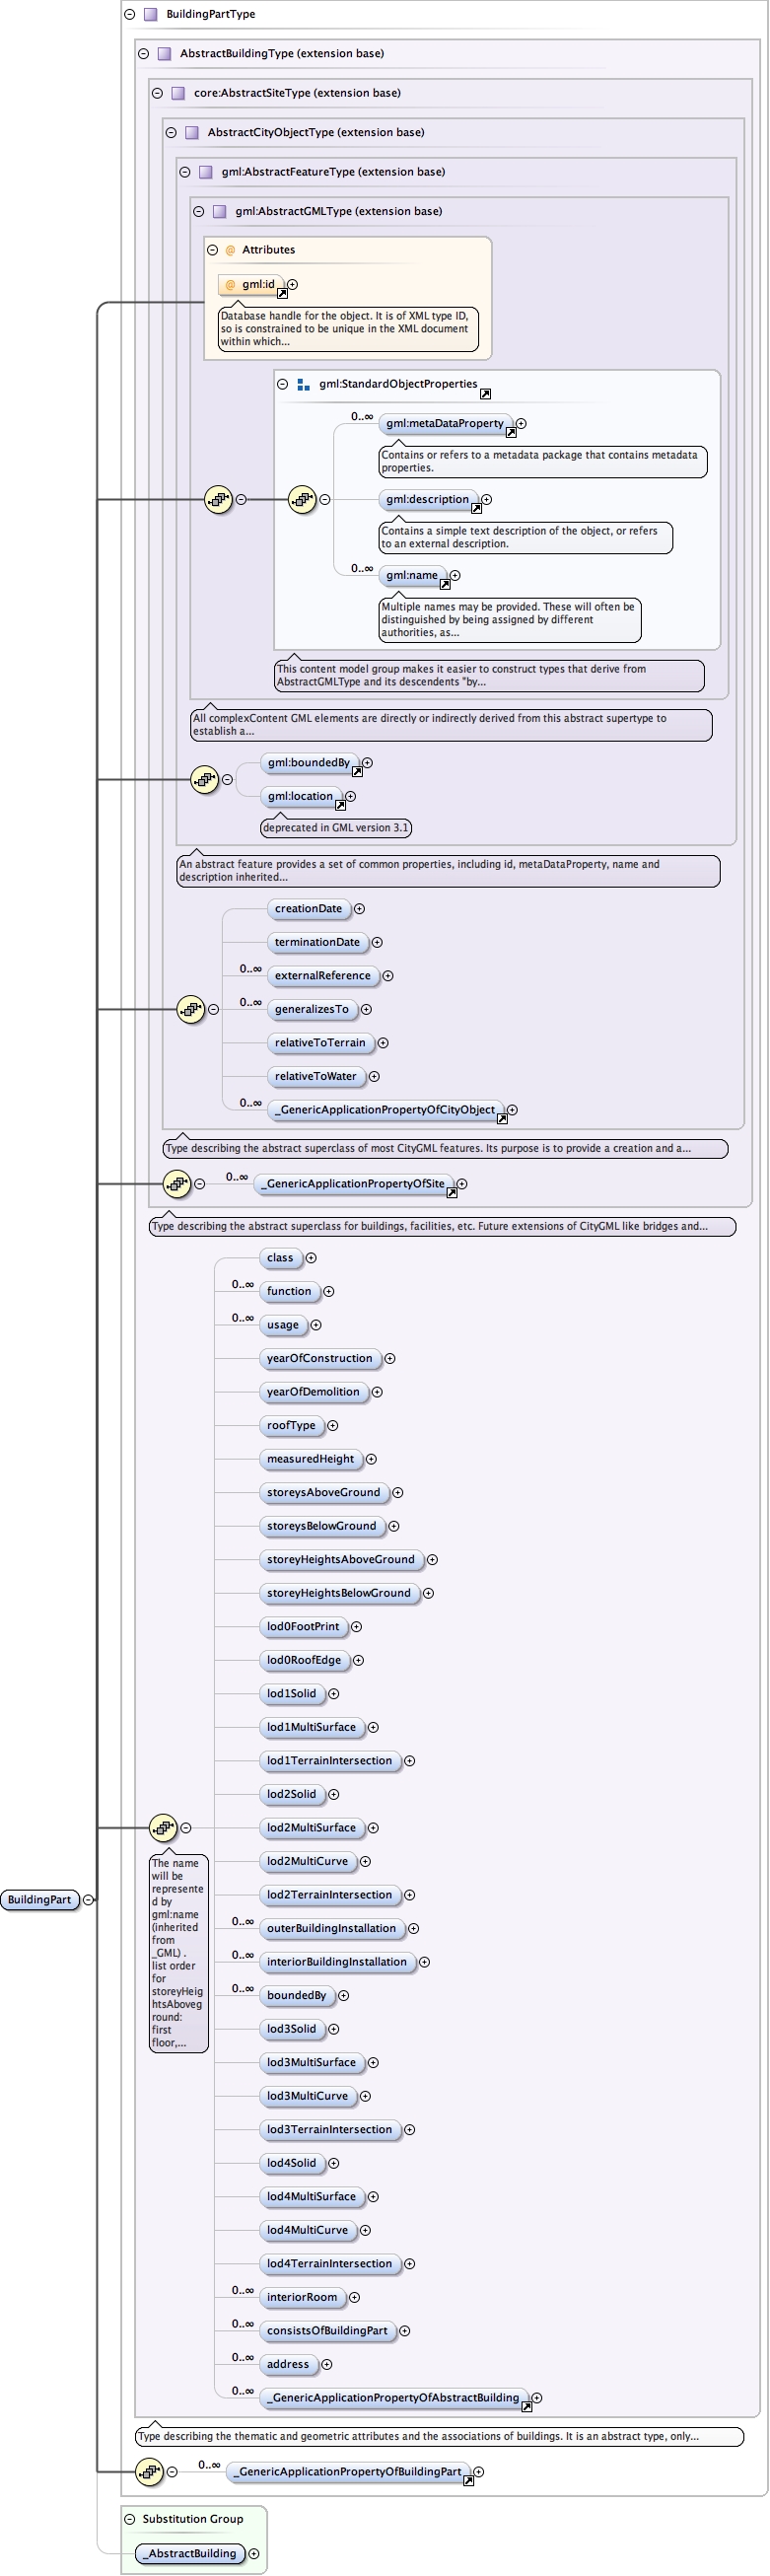 BuildingPartType
AbstractBuildingType (extension base)
core:AbstractSiteType (extension base)
AbstractCityObjectType (extension base)
gml:AbstractFeatureType (extension base)
gml:AbstractGMLType (extension base)
@ Attributes
@ gml:id
Database handle for the object. It is of XML type ID,
so is constrained to be unique in the XML document
within which...
gml:StandardObjectProperties
0..∞ gml:metaDataProperty
Contains or refers to a metadata package that contains metadata
properties.
gml:description
Contains a simple text description of the object, or refers
to an external description.
0..∞ gml:name
Multiple names may be provided. These will often be
distinguished by being assigned by different
authorities, as...
This content model group makes it easier to construct types that derive from
AbstractGMLType and its descendents "by...
All complexContent GML elements are directly or indirectly derived from this abstract supertype to
establish a...
gml:boundedBy
gml:location
deprecated in GML version 3.1
An abstract feature provides a set of common properties, including id, metaDataProperty, name and
description inherited...
creationDate
terminationDate
0..∞ externalReference
0..∞ generalizesTo
relativeToTerrain
relativeToWater
0..∞ _GenericApplicationPropertyOfCityObject
Type describing the abstract superclass of most CityGML features. Its purpose is to provide a creation and a...
0..∞ _GenericApplicationPropertyOfSite
Type describing the abstract superclass for buildings, facilities, etc. Future extensions of CityGML like bridges and...
class
0..∞ function
0..∞ usage
yearOfConstruction
yearOfDemolition
roofType
measuredHeight
storeysAboveGround
storeysBelowGround
storeyHeightsAboveGround
storeyHeightsBelowGround
lod0FootPrint
lod0RoofEdge
lod1Solid
lod1MultiSurface
lod1TerrainIntersection
lod2Solid
lod2MultiSurface
lod2MultiCurve
lod2TerrainIntersection
0..∞ outerBuildingInstallation
0..∞ interiorBuildingInstallation
0..∞ boundedBy
lod3Solid
lod3MultiSurface
lod3MultiCurve
lod3TerrainIntersection
lod4Solid
lod4MultiSurface
lod4MultiCurve
lod4TerrainIntersection
0..∞ interiorRoom
0..∞ consistsOfBuildingPart
0..∞ address
0..∞ _GenericApplicationPropertyOfAbstractBuilding
The name
will be
represente
d by
gml:name
(inherited
from
_GML) .
list order
for
storeyHeig
htsAboveg
round:
first
floor,...
BuildingPart
Type describing the thematic and geometric attributes and the associations of buildings. It is an abstract type, only...
0..∞ _GenericApplicationPropertyOfBuildingPart
Substitution Group
_AbstractBuilding